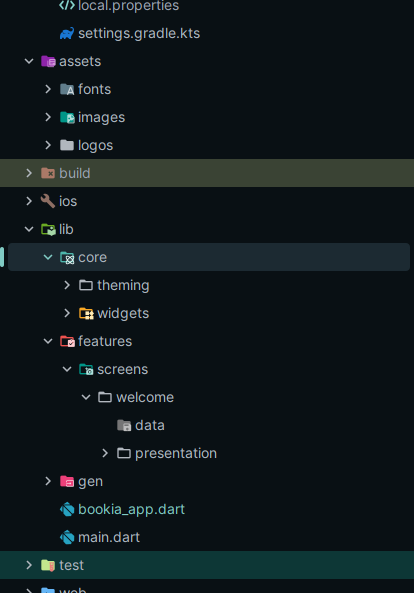 local.properties
settings.gradle.kts
assets
fonts
images
logos
build
ios
lib
core
theming
widgets
features
screens
welcome
data
presentation
gen
bookia_app.dart
main.dart
test
web